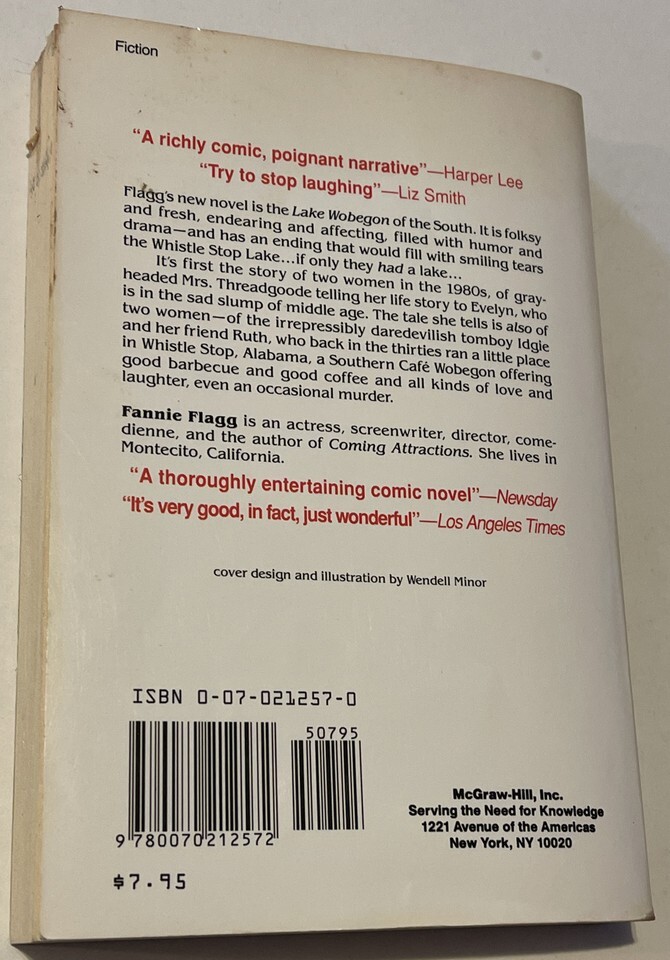 Fiction
“A richly comic, poignant narrative”—Harper Lee
“Try to stop laughing”—Liz Smith
Flagg’s new novel is the Lake Wobegon of the South. It is folksy
and fresh, endearing and affecting, filled with humor and
drama—and has an ending that would fill with smiling tears
the Whistle Stop Lake...if only they had a lake...
It’s first the story of two women in the 1980s, of gray-
headed Mrs. Threadgoode telling her life story to Evelyn, who
is in the sad slump of middle age. The tale she tells is also of
two women—of the irrepressibly daredevilish tomboy Idgie
and her friend Ruth, who back in the thirties ran a little place
in Whistle Stop, Alabama, a Southern Café Wobegon offering
good barbecue and good coffee and all kinds of love and
laughter, even an occasional murder.
Fannie Flagg is an actress, screenwriter, director, come-
dienne, and the author of Coming Attractions. She lives in
Montecito, California.
“A thoroughly entertaining comic novel”—Newsday
“It’s very good, in fact, just wonderful”—Los Angeles Times
cover design and illustration by Wendell Minor
ISBN 0-07-021257-0
50795
9 780070 212572
$7.95
McGraw-Hill, Inc.
Serving the Need for Knowledge
1221 Avenue of the Americas
New York, NY 10020